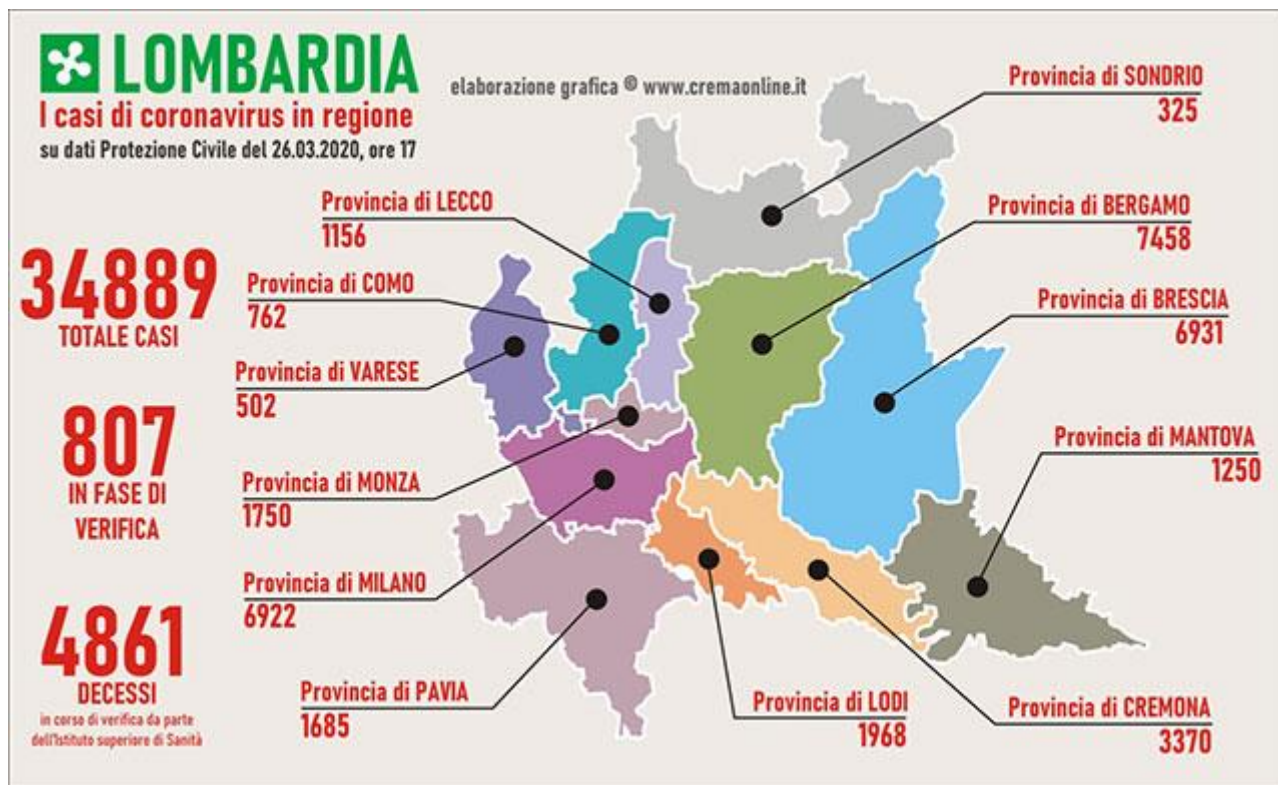 LOMBARDIA
I casi di coronavirus in regione
su dati Protezione Civile del 26.03.2020, ore 17
elaborazione grafica © www.cremaonline.it
34889
TOTALE CASI
807
IN FASE DI
VERIFICA
4861
DECESSI
in corso di verifica da parte
dell'Istituto superiore di Sanità
Provincia di LECCO
1156
Provincia di COMO
762
Provincia di VARESE
502
Provincia di MONZA
1750
Provincia di MILANO
6922
Provincia di PAVIA
1685
Provincia di SONDRIO
325
Provincia di BERGAMO
7458
Provincia di BRESCIA
6931
Provincia di MANTOVA
1250
Provincia di LODI
1968
Provincia di CREMONA
3370